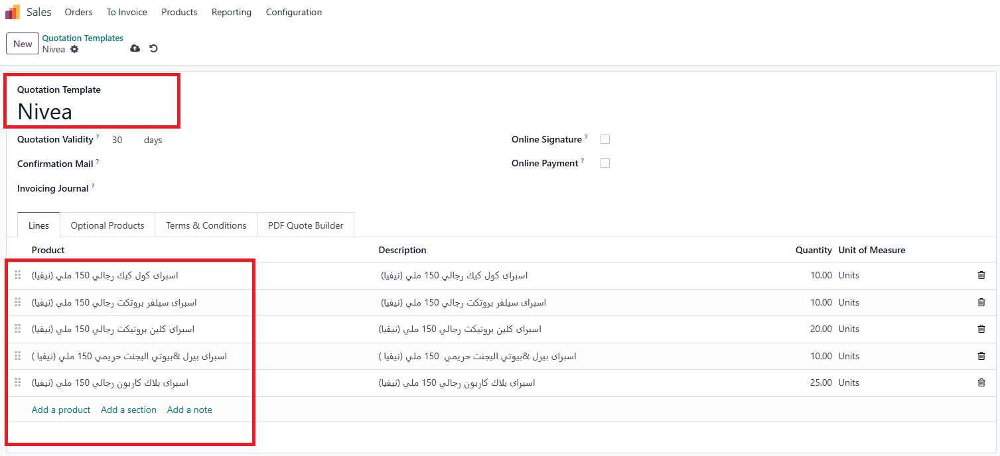 Sales Orders To Invoice Products Reporting Configuration
New Quotation Templates
Nivea
Quotation Template
Nivea
Quotation Validity ? 30 days Online Signature ?
Confirmation Mail ? Online Payment ?
Invoicing Journal ?
Lines Optional Products Terms & Conditions PDF Quote Builder
Product Description Quantity Unit of Measure
اسبراى كول كيك رجالي 150 ملي (نيفيا) اسبراى كول كيك رجالي 150 ملي (نيفيا) 10.00 Units
اسبراى سيلفر بروتكت رجالي 150 ملي (نيفيا) اسبراى سيلفر بروتكت رجالي 150 ملي (نيفيا) 10.00 Units
اسبراى كلين بروتيكت رجالي 150 ملي (نيفيا) اسبراى كلين بروتيكت رجالي 150 ملي (نيفيا) 20.00 Units
اسبراى بيرل &بيوتي اليجنت حريمي 150 ملي (نيفيا ) اسبراى بيرل &بيوتي اليجنت حريمي 150 ملي (نيفيا ) 10.00 Units
اسبراى بلاك كاربون رجالي 150 ملي (نيفيا) اسبراى بلاك كاربون رجالي 150 ملي (نيفيا) 25.00 Units
Add a product Add a section Add a note